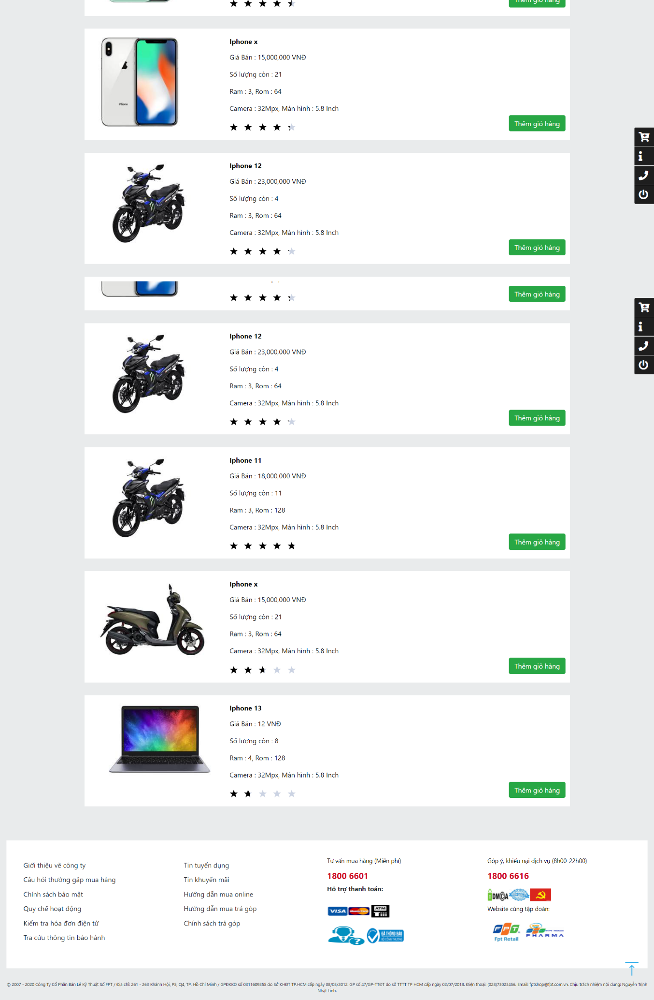 Thêm giỏ hàng
iPhone
Iphone x
Giá Bán : 15,000,000 VNĐ
Số lượng còn : 21
Ram : 3, Rom : 64
Camera : 32Mpx, Màn hình : 5.8 Inch
Thêm giỏ hàng
Iphone 12
Giá Bán : 23,000,000 VNĐ
Số lượng còn : 4
Ram : 3, Rom : 64
Camera : 32Mpx, Màn hình : 5.8 Inch
Thêm giỏ hàng
Thêm giỏ hàng
Iphone 12
Giá Bán : 23,000,000 VNĐ
Số lượng còn : 4
Ram : 3, Rom : 64
Camera : 32Mpx, Màn hình : 5.8 Inch
Thêm giỏ hàng
Iphone 11
Giá Bán : 18,000,000 VNĐ
Số lượng còn : 11
Ram : 3, Rom : 128
Camera : 32Mpx, Màn hình : 5.8 Inch
Thêm giỏ hàng
Iphone x
Giá Bán : 15,000,000 VNĐ
Số lượng còn : 21
Ram : 3, Rom : 64
Camera : 32Mpx, Màn hình : 5.8 Inch
Thêm giỏ hàng
Iphone 13
Giá Bán : 12 VNĐ
Số lượng còn : 8
Ram : 4, Rom : 128
Camera : 32Mpx, Màn hình : 5.8 Inch
Thêm giỏ hàng
Giới thiệu về công ty
Câu hỏi thường gặp mua hàng
Chính sách bảo mật
Quy chế hoạt động
Kiểm tra hóa đơn điện tử
Tra cứu thông tin bảo hành
Tin tuyển dụng
Tin khuyến mãi
Hướng dẫn mua online
Hướng dẫn mua trả góp
Chính sách trả góp
Tư vấn mua hàng (Miễn phí)
1800 6601
Hỗ trợ thanh toán:
VISA MasterCard ATM
ĐÃ THÔNG BÁO
BỘ CÔNG THƯƠNG
Góp ý, khiếu nại dịch vụ (8h00-22h00)
1800 6616
DMCA
Website cùng tập đoàn:
FPT
Fpt Retail
FPT Retail
PHARMA
© 2007 - 2020 Công Ty Cổ Phần Bán Lẻ Kỹ Thuật Số FPT / Địa chỉ: 261 - 263 Khánh Hội, P5, Q4, TP. Hồ Chí Minh / GPĐKKD số 0311609355 do Sở KHĐT TP.HCM cấp ngày 08/03/2012. GP số 47/GP-TTĐT do sở TTTT TP HCM cấp ngày 02/07/2018. Điện thoại: (028)73023456. Email: fptshop@fpt.com.vn. Chịu trách nhiệm nội dung: Nguyễn Trịnh
Nhật Linh.